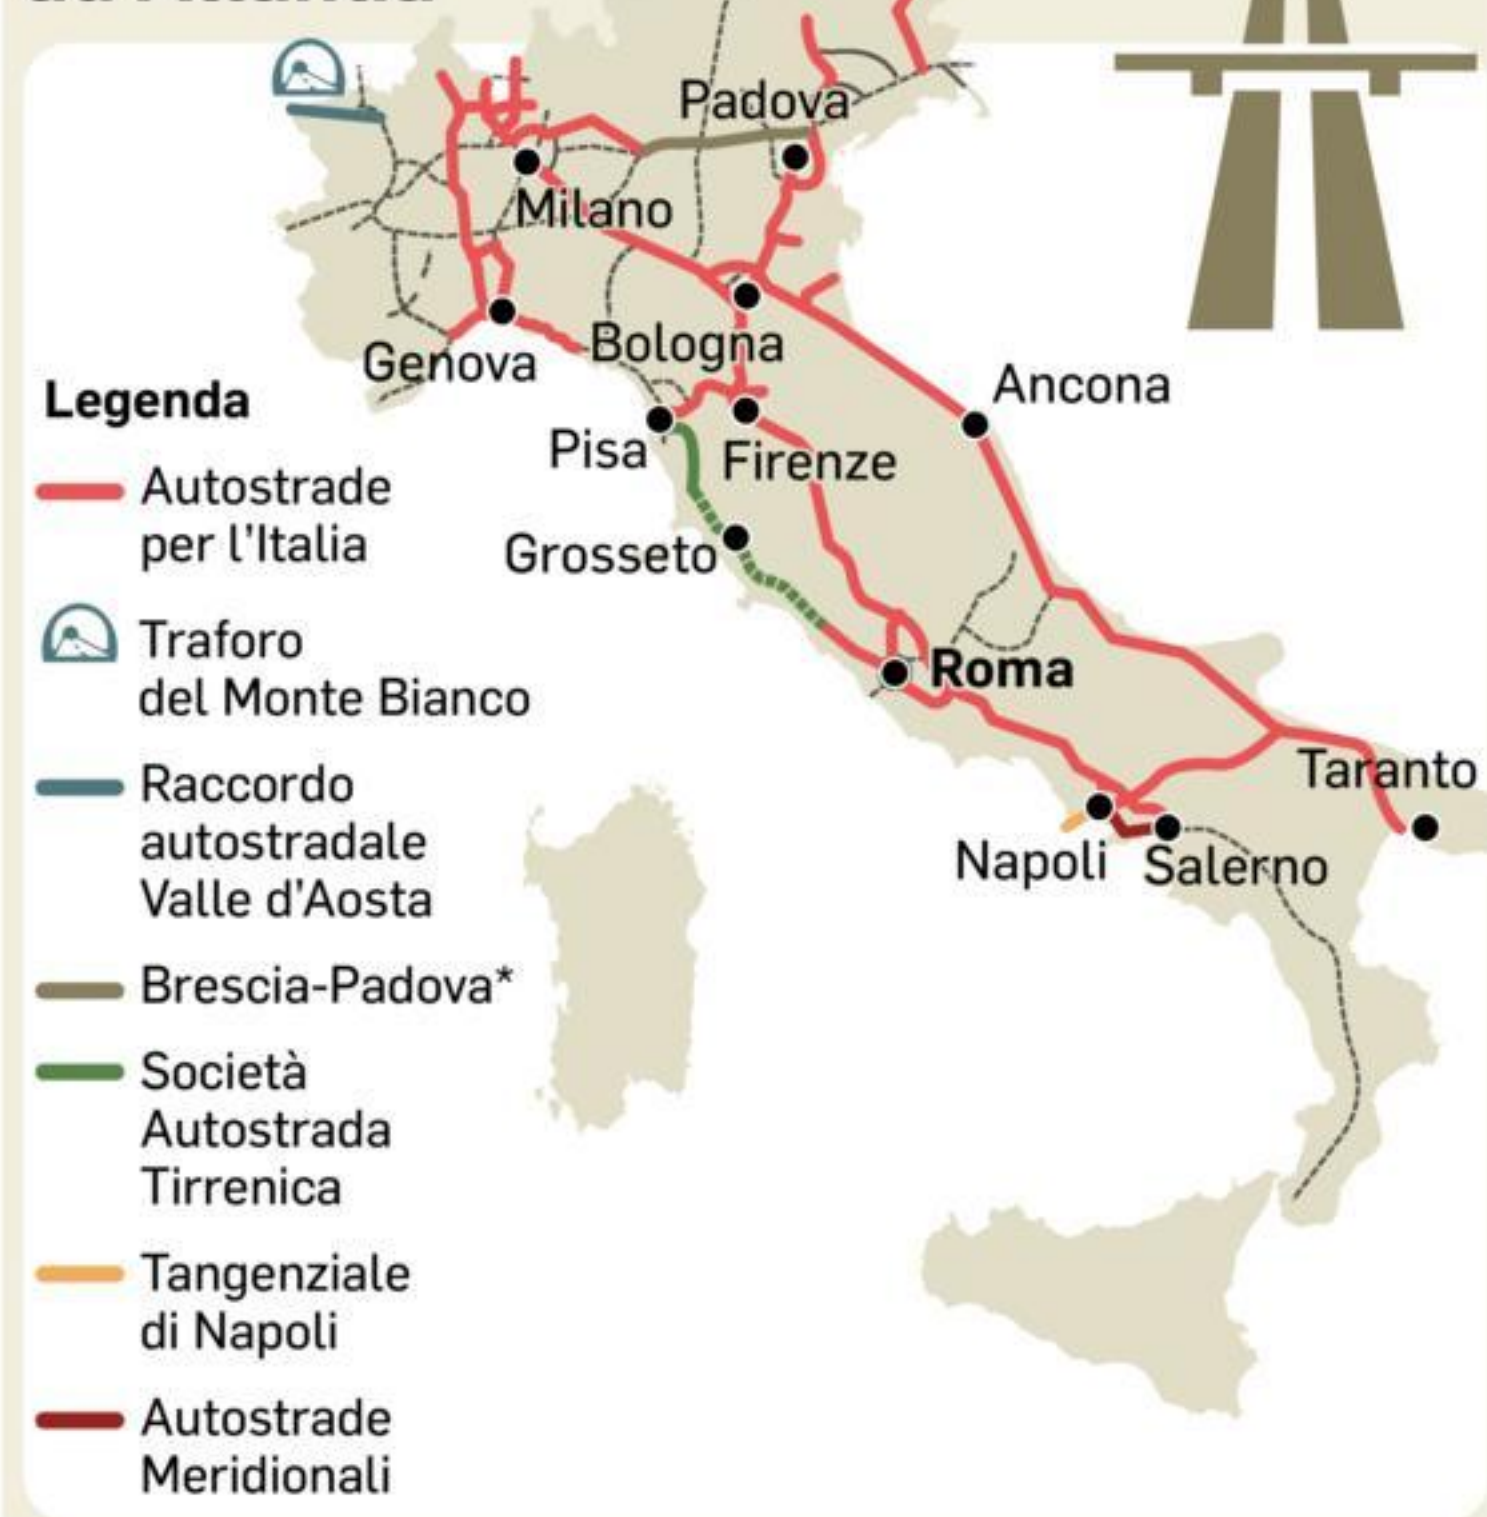 Padova
Milano
Bologna
Genova
Ancona
Legenda
Pisa
Firenze
Autostrade
per l'Italia
Grosseto
Traforo
del Monte Bianco
Roma
Raccordo
autostradale
Valle d'Aosta
Taranto
Napoli
Salerno
Brescia-Padova*
Società
Autostrada
Tirrenica
Tangenziale
di Napoli
Autostrade
Meridionali